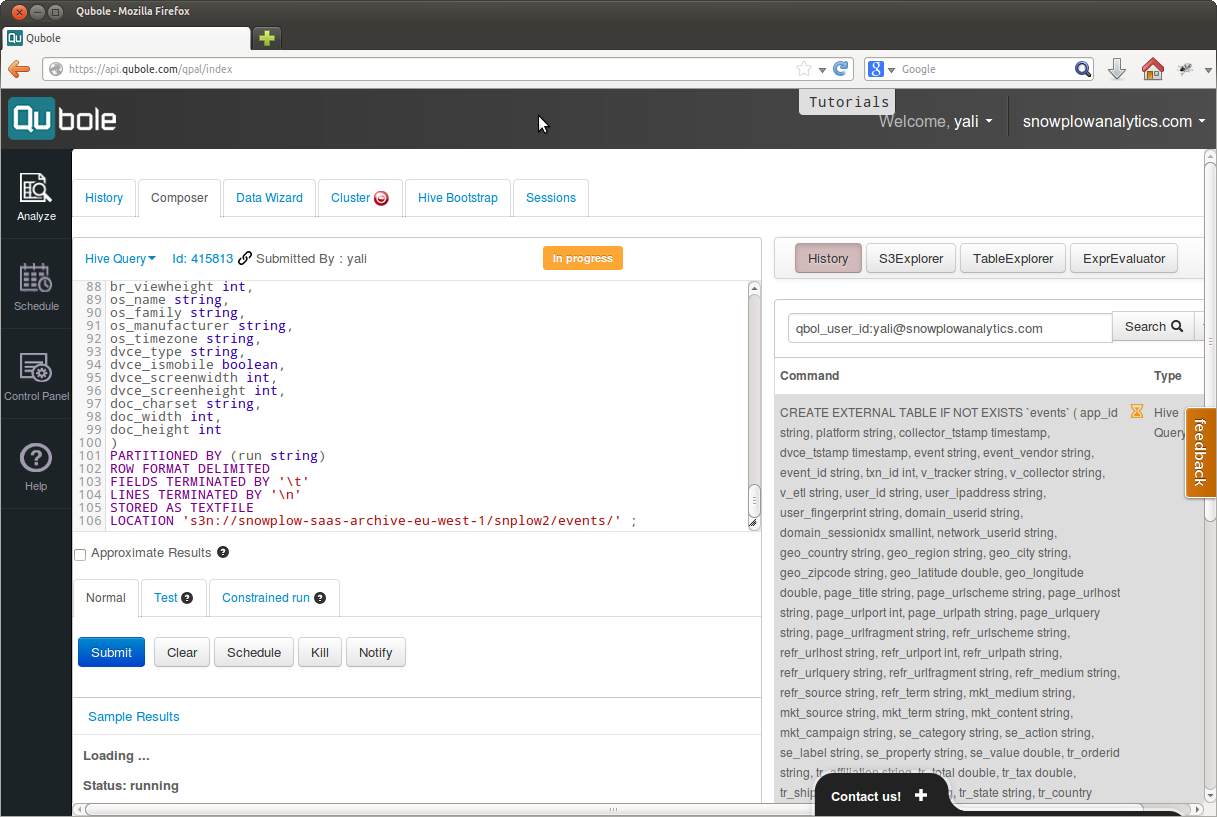 Qubole - Mozilla Firefox
Qu Qubole
https://api.qubole.com/qpal/index
Google
Qubole
Tutorials
Welcome, yali
snowplowanalytics.com
Analyze
Schedule
Control Panel
Help
History
Composer
Data Wizard
Cluster
Hive Bootstrap
Sessions
Hive Query
Id: 415813
Submitted By : yali
In progress
88 br_viewheight int,
89 os_name string,
90 os_family string,
91 os_manufacturer string,
92 os_timezone string,
93 dvce_type string,
94 dvce_ismobile boolean,
95 dvce_screenwidth int,
96 dvce_screenheight int,
97 doc_charset string,
98 doc_width int,
99 doc_height int
100 )
101 PARTITIONED BY (run string)
102 ROW FORMAT DELIMITED
103 FIELDS TERMINATED BY '\t'
104 LINES TERMINATED BY '\n'
105 STORED AS TEXTFILE
106 LOCATION 's3n://snowplow-saas-archive-eu-west-1/snplow2/events/' ;
Approximate Results ?
Normal
Test ?
Constrained run ?
Submit
Clear
Schedule
Kill
Notify
Sample Results
Loading ...
Status: running
History
S3Explorer
TableExplorer
ExprEvaluator
qbol_user_id:yali@snowplowanalytics.com
Search
Command
Type
CREATE EXTERNAL TABLE IF NOT EXISTS `events` ( app_id
string, platform string, collector_tstamp timestamp,
dvce_tstamp timestamp, event string, event_vendor string,
event_id string, txn_id int, v_tracker string, v_collector string,
v_etl string, user_id string, user_ipaddress string,
user_fingerprint string, domain_userid string,
domain_sessionidx smallint, network_userid string,
geo_country string, geo_region string, geo_city string,
geo_zipcode string, geo_latitude double, geo_longitude
double, page_title string, page_urlscheme string, page_urlhost
string, page_urlport int, page_urlpath string, page_urlquery
string, page_urlfragment string, refr_urlscheme string,
refr_urlhost string, refr_urlport int, refr_urlpath string,
refr_urlquery string, refr_urlfragment string, refr_medium string,
refr_source string, refr_term string, mkt_medium string,
mkt_source string, mkt_term string, mkt_content string,
mkt_campaign string, se_category string, se_action string,
se_label string, se_property string, se_value double, tr_orderid
string, tr_affiliation string, tr_total double, tr_tax double,
tr_state string, tr_country
Hive
Query
feedback
Contact us!